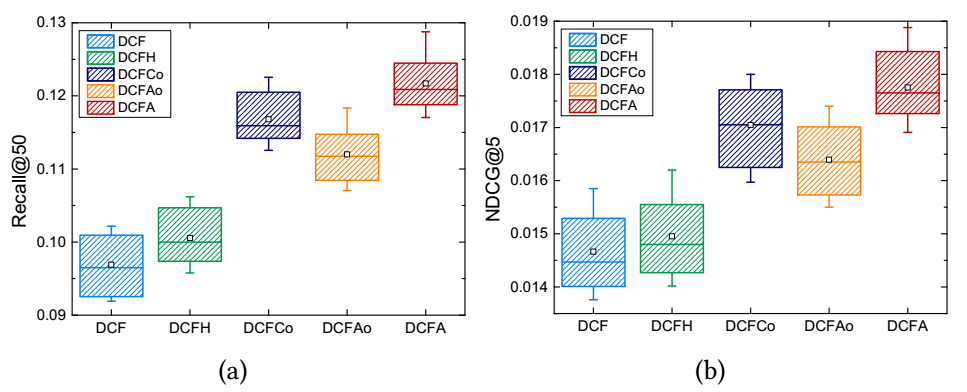 0.13
0.12
0.11
0.10
0.09
Recall@50
DCF
DCFH
DCFCo
DCFAo
DCFA
DCF
DCFH
DCFCo
DCFAo
DCFA
(a)
0.019
0.018
0.017
0.016
0.015
0.014
NDCG@5
DCF
DCFH
DCFCo
DCFAo
DCFA
DCF
DCFH
DCFCo
DCFAo
DCFA
(b)